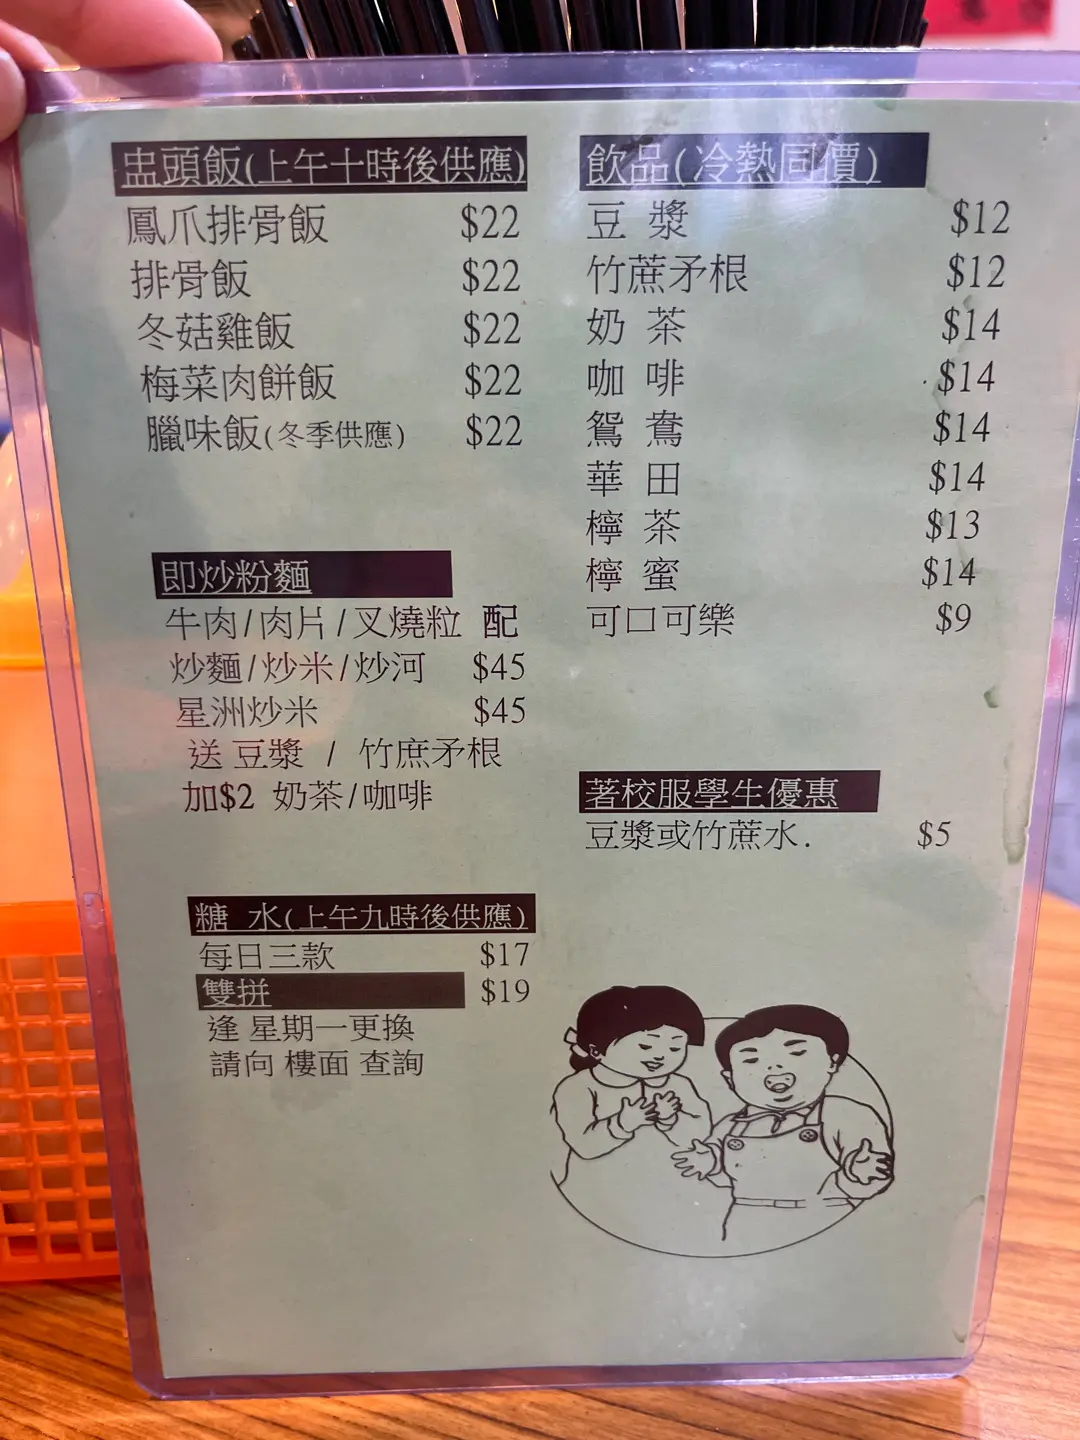 盅頭飯(上午十時後供應)
鳳爪排骨飯 $22
排骨飯 $22
冬菇雞飯 $22
梅菜肉餅飯 $22
臘味飯(冬季供應) $22
即炒粉麵
牛肉/肉片/叉燒粒 配
炒麵/炒米/炒河 $45
星洲炒米 $45
送 豆漿 / 竹庶矛根
加$2 奶茶/咖啡
糖 水(上午九時後供應)
每日三款 $17
雙拼 $19
逢 星期一更換
請向 樓面 查詢
飲品(冷熱同價)
豆 漿 $12
竹蔗矛根 $12
奶 茶 $14
咖 啡 $14
鴛 鴦 $14
華 田 $14
檸 茶 $13
檸 蜜 $14
可口可樂 $9
著校服學生優惠
豆漿或竹蔗水. $5